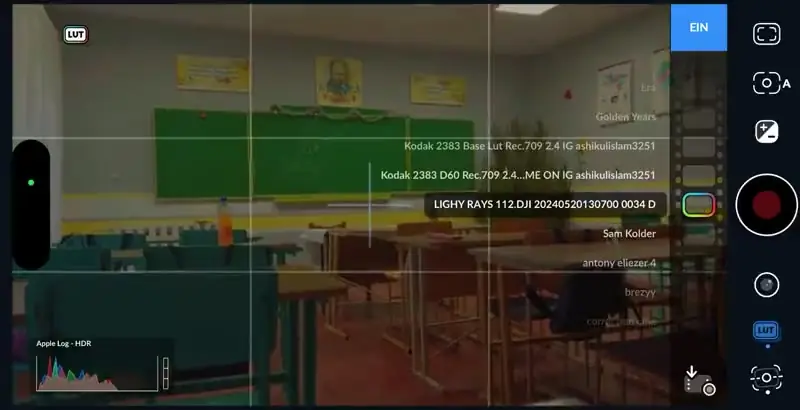 LUT
EIN
A
Era
Golden Years
Kodak 2383 Base Lut Rec.709 2.4 IG ashikulislam3251
Kodak 2383 D60 Rec.709 2.4...ME ON IG ashikulislam3251
LIGHY RAYS 112.DJI 20240520130700 0034 D
Sam Kolder
antony eliezer 4
brezyy
Apple Log - HDR
LUT